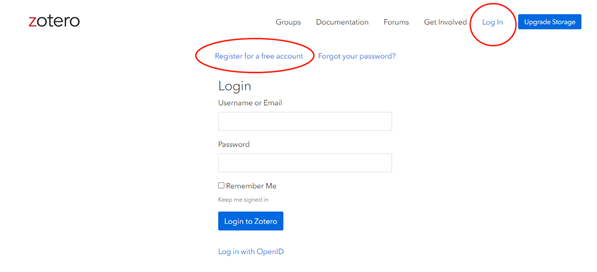 zotero
Groups Documentation Forums Get Involved Log In Upgrade Storage
Register for a free account Forgot your password?
Login
Username or Email
Password
Remember Me
Keep me signed in
Login to Zotero
Log in with OpenID